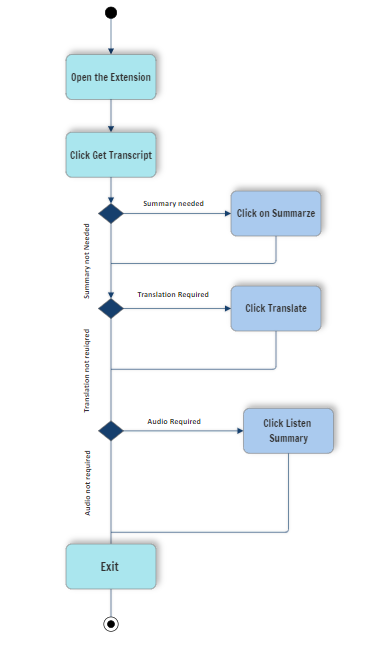 Open the Extension
Click Get Transcript
Summary needed
Click on Summarze
Summary not Needed
Translation Required
Click Translate
Translation not reuiqred
Audio Required
Click Listen
Summary
Audio not required
Exit